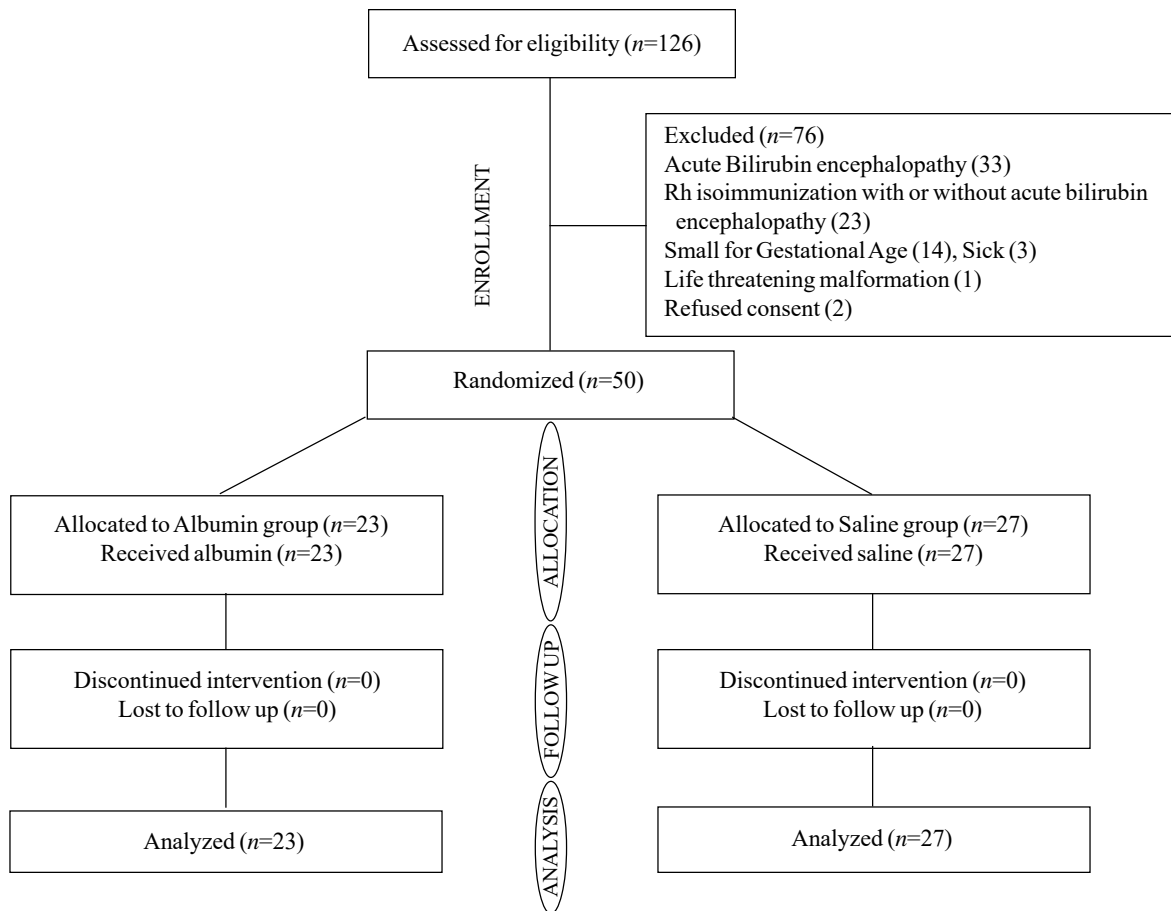 Assessed for eligibility (n=126)
ENROLLMENT
Excluded (n=76)
Acute Bilirubin encephalopathy (33)
Rh isoimmunization with or without acute bilirubin
encephalopathy (23)
Small for Gestational Age (14), Sick (3)
Life threatening malformation (1)
Refused consent (2)
Randomized (n=50)
ALLOCATION
Allocated to Albumin group (n=23)
Received albumin (n=23)
Allocated to Saline group (n=27)
Received saline (n=27)
FOLLOW UP
Discontinued intervention (n=0)
Lost to follow up (n=0)
Discontinued intervention (n=0)
Lost to follow up (n=0)
ANALYSIS
Analyzed (n=23)
Analyzed (n=27)